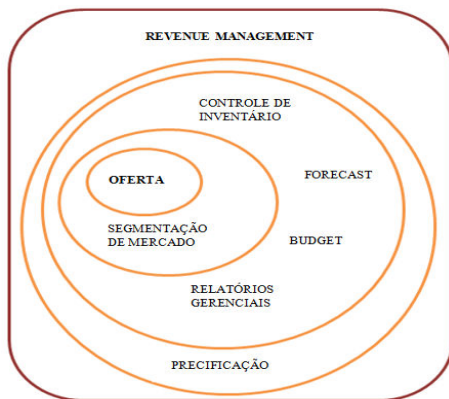 REVENUE MANAGEMENT
CONTROLE DE
INVENTÁRIO
OFERTA
FORECAST
SEGMENTAÇÃO
DE MERCADO
BUDGET
RELATÓRIOS
GERENCIAIS
PRECIFICAÇÃO